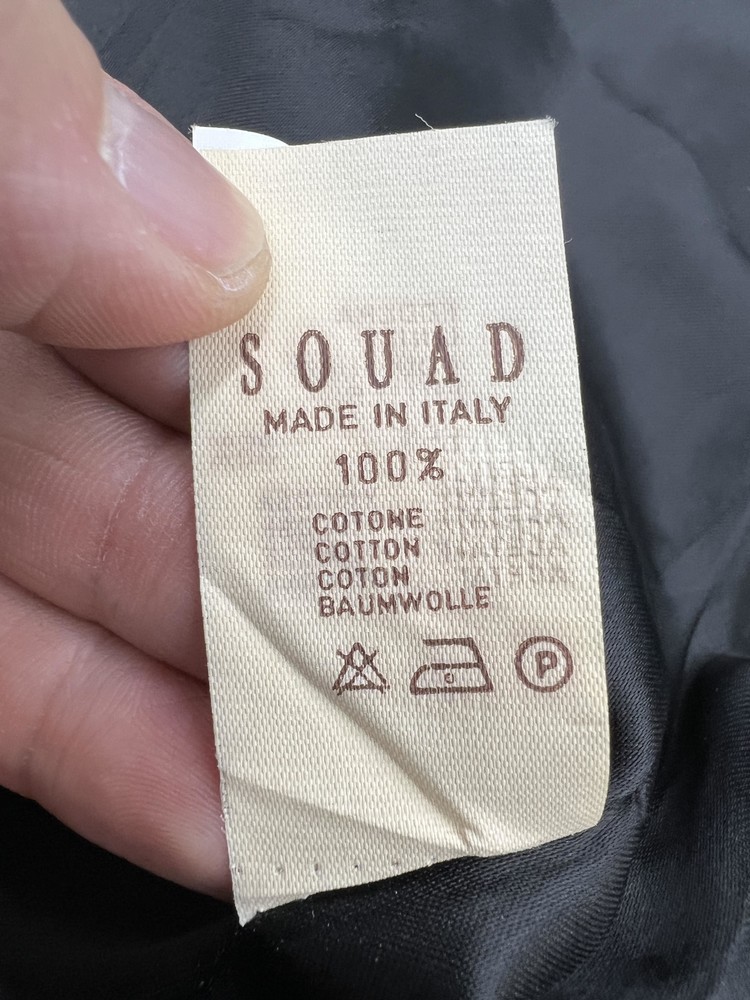 SOUAD
MADE IN ITALY
100%
COTONE
COTTON
COTON
BAUMWOLLE
P